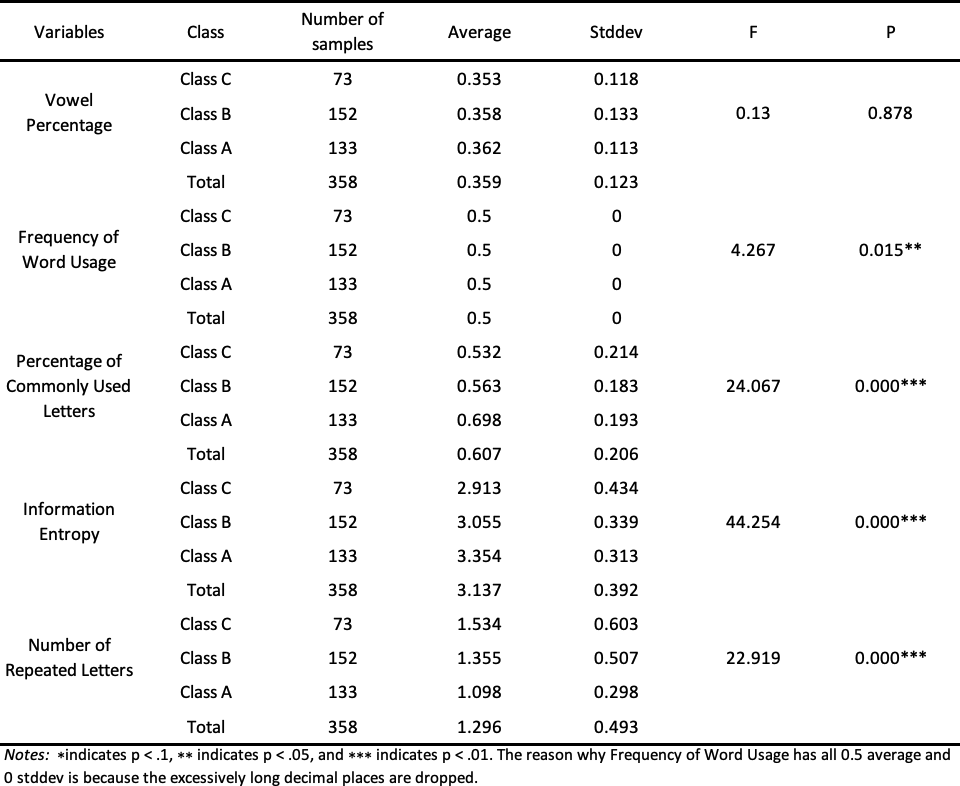 Variables Class Number of samples Average Stddev F P
Vowel Percentage
Class C 73 0.353 0.118
Class B 152 0.358 0.133 0.13 0.878
Class A 133 0.362 0.113
Total 358 0.359 0.123
Frequency of Word Usage
Class C 73 0.5 0
Class B 152 0.5 0 4.267 0.015**
Class A 133 0.5 0
Total 358 0.5 0
Percentage of Commonly Used Letters
Class C 73 0.532 0.214
Class B 152 0.563 0.183 24.067 0.000***
Class A 133 0.698 0.193
Total 358 0.607 0.206
Information Entropy
Class C 73 2.913 0.434
Class B 152 3.055 0.339 44.254 0.000***
Class A 133 3.354 0.313
Total 358 3.137 0.392
Number of Repeated Letters
Class C 73 1.534 0.603
Class B 152 1.355 0.507 22.919 0.000***
Class A 133 1.098 0.298
Total 358 1.296 0.493
Notes: *indicates p < .1, ** indicates p < .05, and *** indicates p < .01. The reason why Frequency of Word Usage has all 0.5 average and
0 stddev is because the excessively long decimal places are dropped.